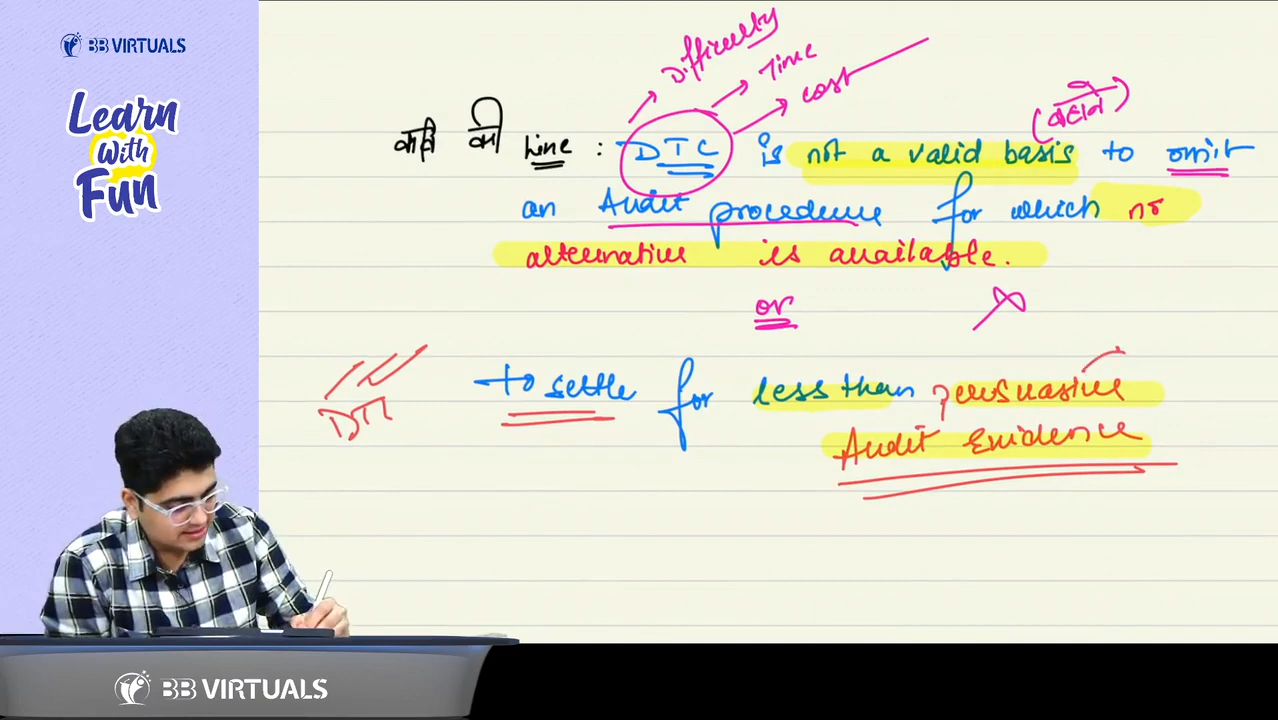 BB VIRTUALS
Learn
With
Fun
Difficulty
Time
Cost
Line : DTC is not a valid basis to omit
an Audit procedure for which no
alternative is available.
or
to settle for less than persuasive
Audit Evidence
BB VIRTUALS